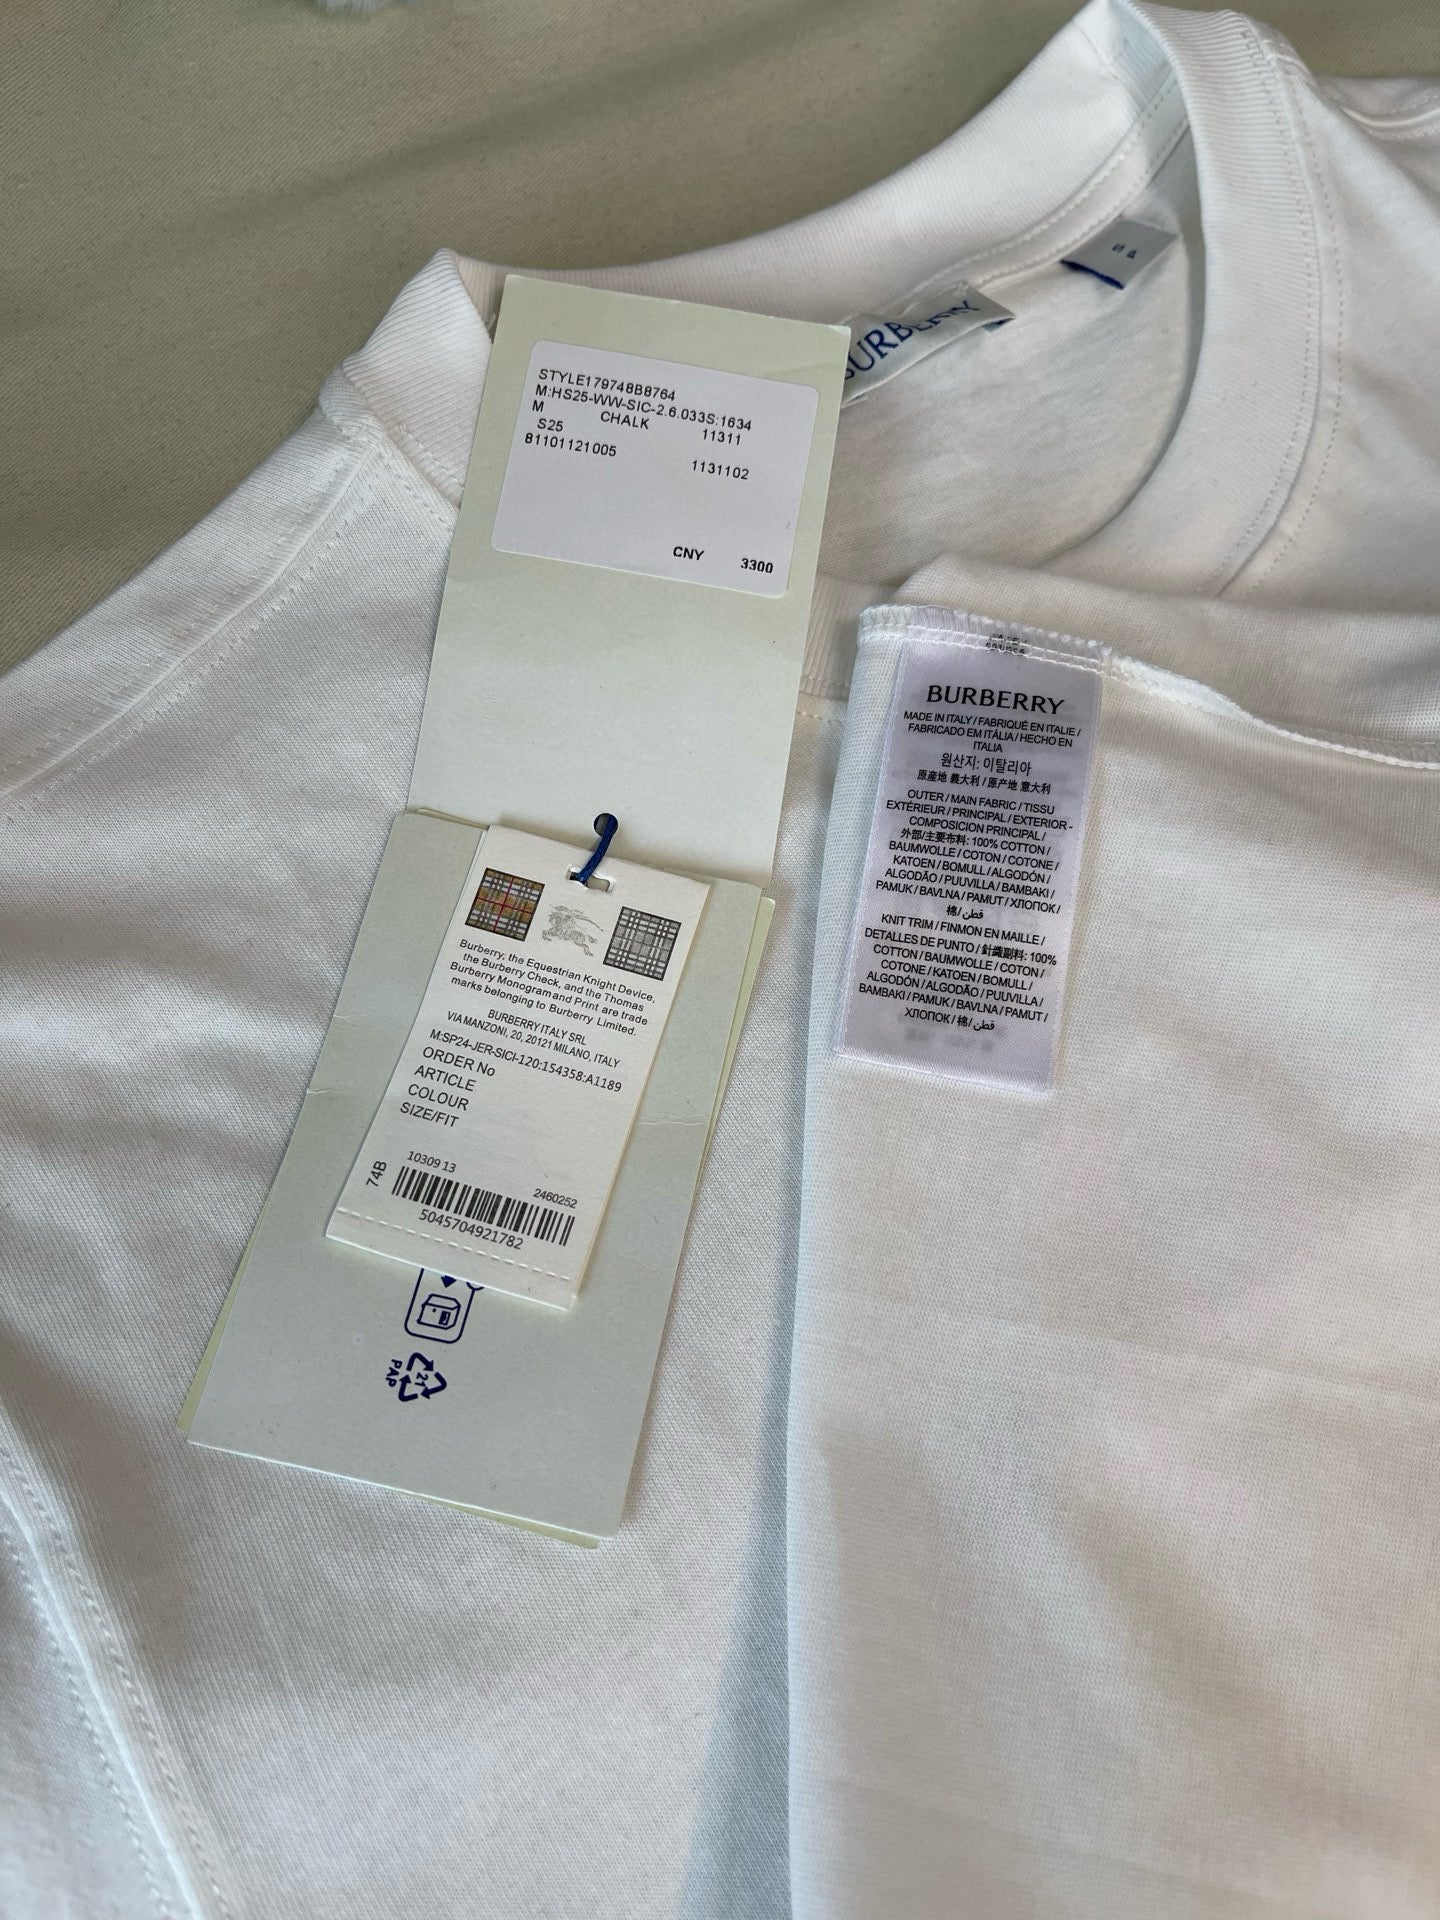 STYLE179748B8764
M:HS25-WW-SIC-2.6.033S:1634
M CHALK 11311
S25
81101121005 1131102
CNY 3300
BURBERRY
S
Burberry, the Equestrian Knight Device,
the Burberry Check, and the Thomas
Burberry Monogram and Print are trade
marks belonging to Burberry Limited.
BURBERRY ITALY SRL
VIA MANZONI, 20, 20121 MILANO, ITALY
M:SP24-JER-SICI-120:154358:A1189
ORDER No
ARTICLE
COLOUR
SIZE/FIT
74B
10309 13 2460252
5045704921782
21
PAP
BURBERRY
MADE IN ITALY / FABRIQUÉ EN ITALIE /
FABRICADO EM ITÁLIA / HECHO EN
ITALIA
원산지: 이탈리아
原産地 義大利 / 原产地 意大利
OUTER / MAIN FABRIC / TISSU
EXTÉRIEUR / PRINCIPAL / EXTERIOR -
COMPOSICION PRINCIPAL /
外部/主要布料: 100% COTTON /
BAUMWOLLE / COTON / COTONE /
KATOEN / BOMULL / ALGODÓN /
ALGODÃO / PUUVILLA / BAMBAKI /
PAMUK / BAVLNA / PAMUT / ХЛОПОК /
棉/ قطن
KNIT TRIM / FINMON EN MAILLE /
DETALLES DE PUNTO / 針織副料: 100%
COTTON / BAUMWOLLE / COTON /
COTONE / KATOEN / BOMULL /
ALGODÓN / ALGODÃO / PUUVILLA /
BAMBAKI / PAMUK / BAVLNA / PAMUT /
ХЛОПОК / 棉/ قطن